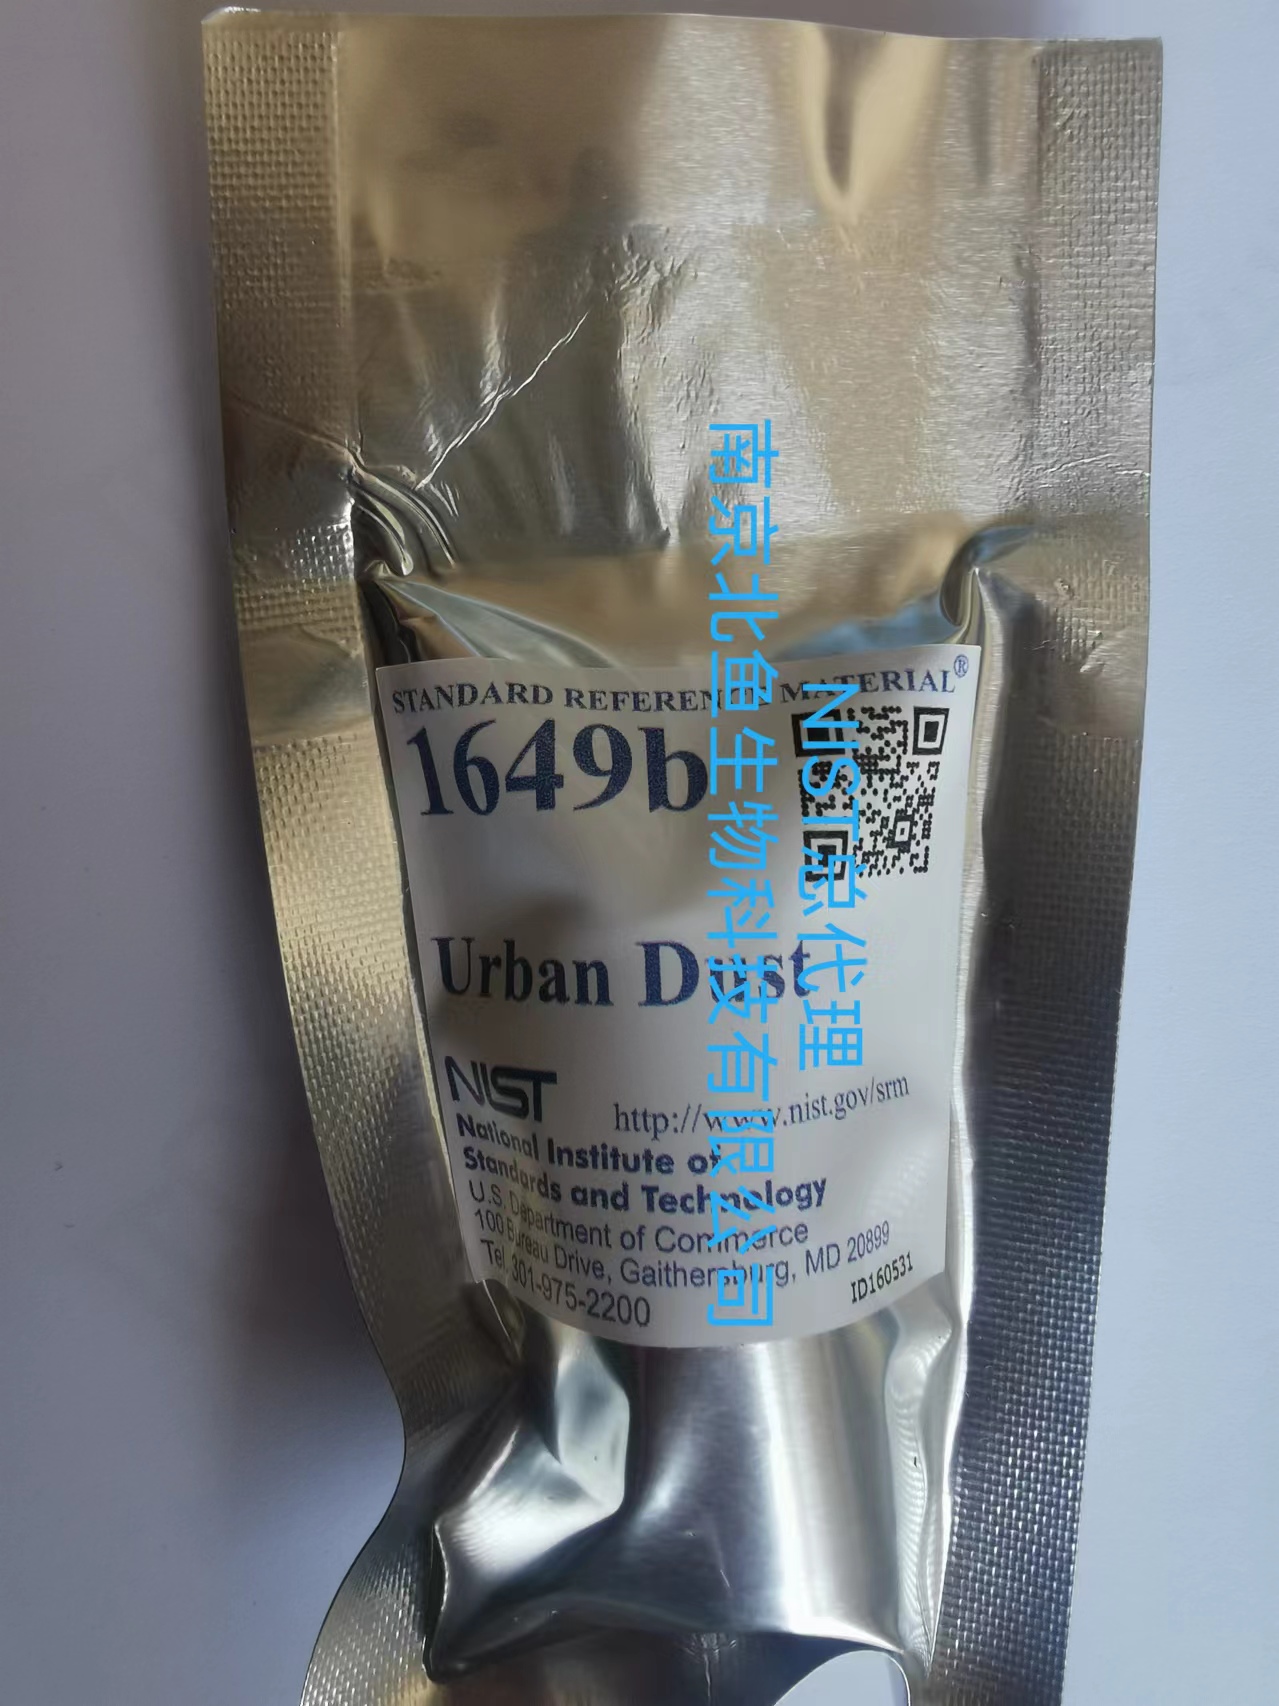 STANDARD REFERENCE MATERIAL®
1649b
Urban Dust
NIST
http://www.nist.gov/srm
National Institute of
Standards and Technology
U.S. Department of Commerce
100 Bureau Drive, Gaithersburg, MD 20899
Tel. 301-975-2200
ID160531
NIST总代理
南京北鱼生物科技有限公司